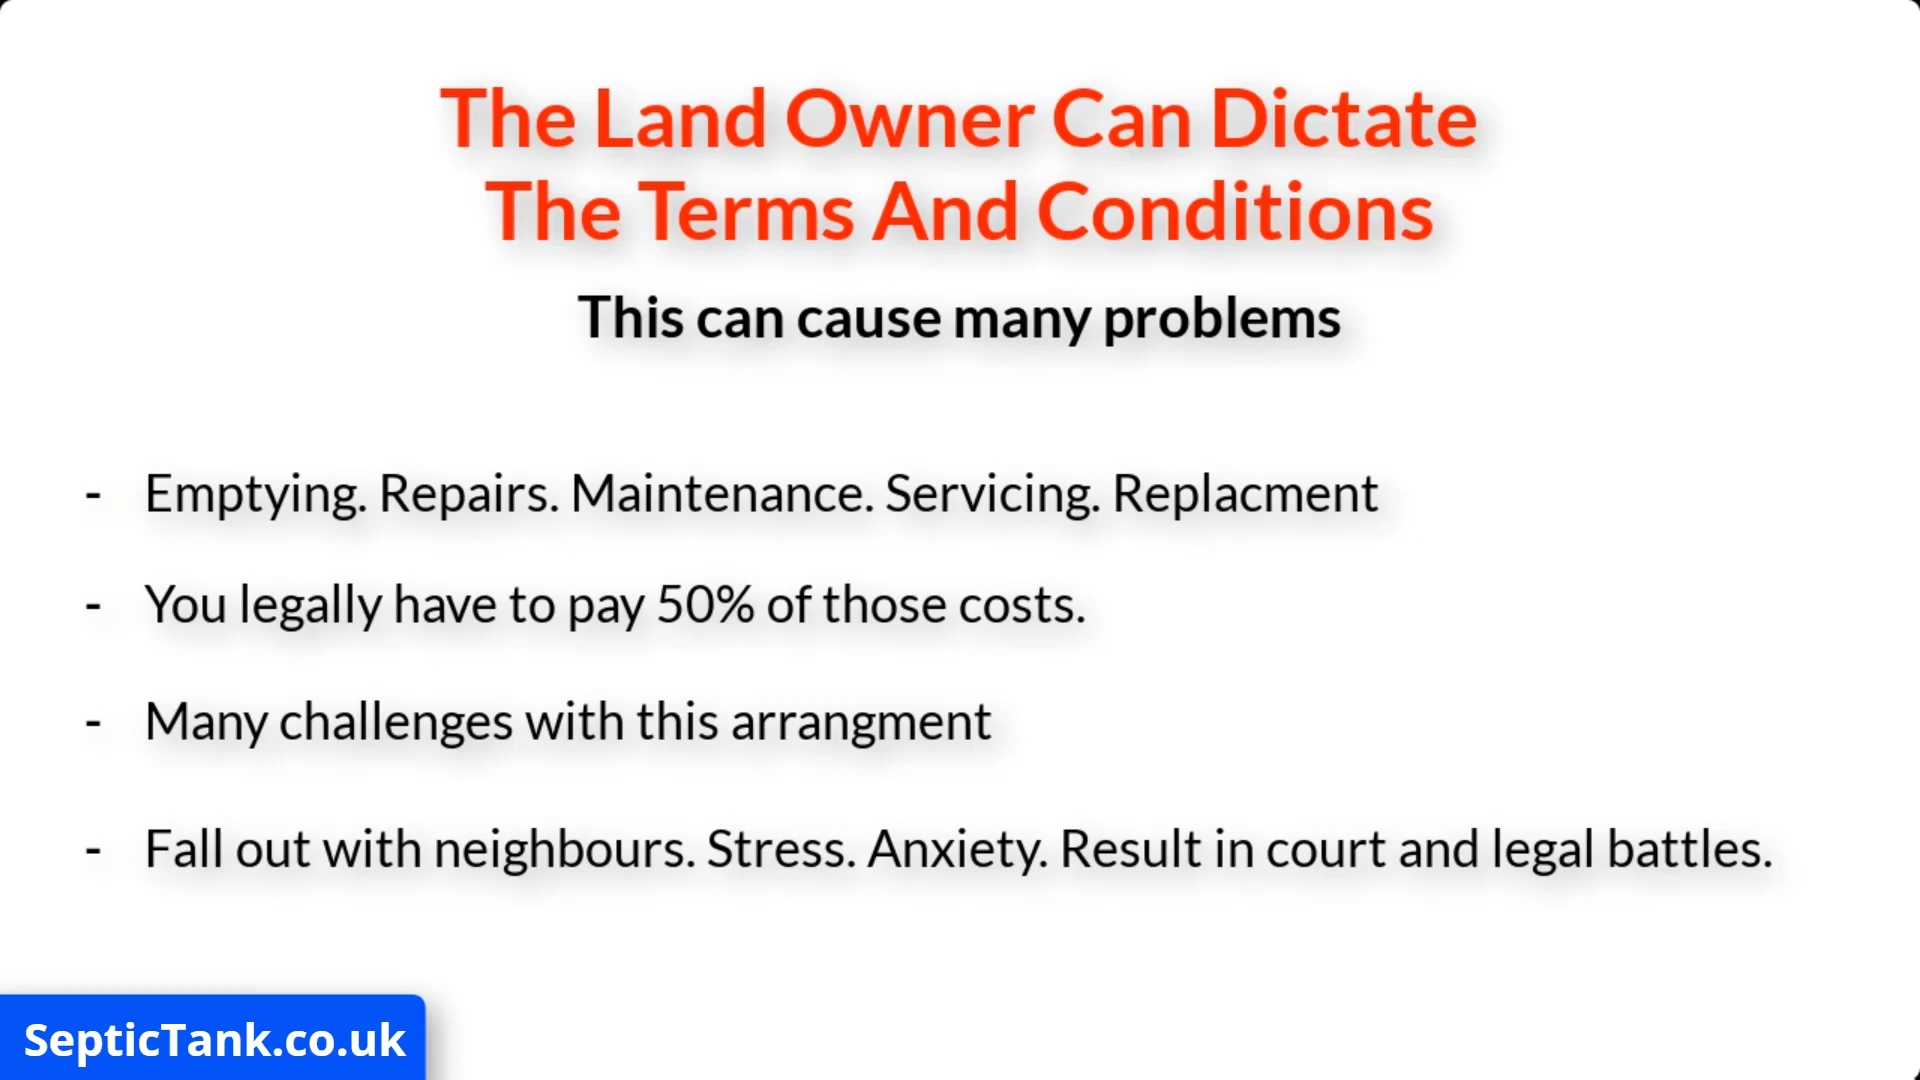 The Land Owner Can Dictate
The Terms And Conditions
This can cause many problems
- Emptying. Repairs. Maintenance. Servicing. Replacment
- You legally have to pay 50% of those costs.
- Many challenges with this arrangment
- Fall out with neighbours. Stress. Anxiety. Result in court and legal battles.
SepticTank.co.uk